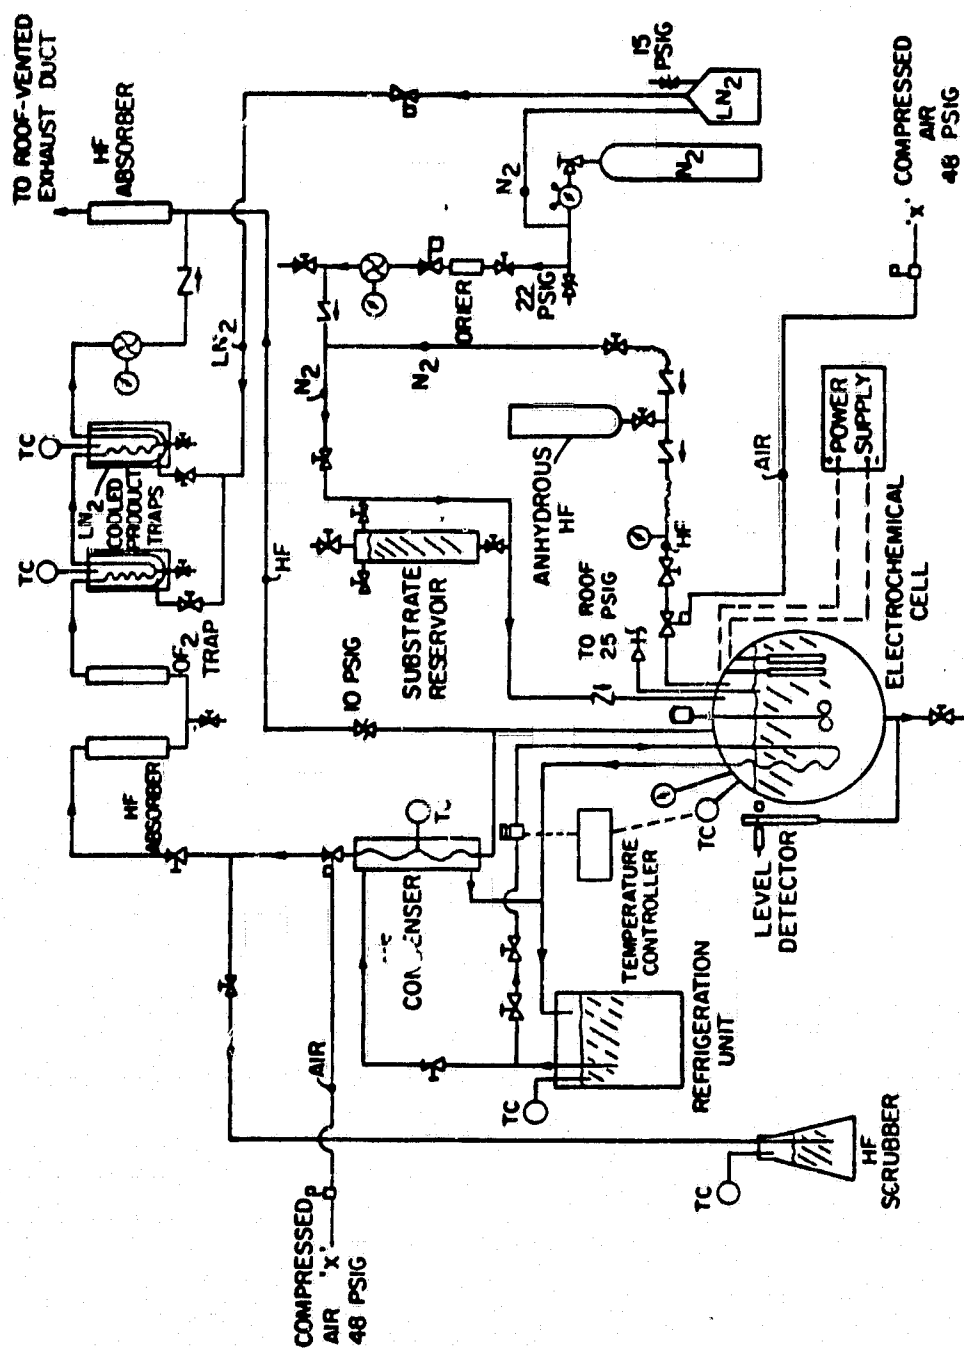 TO ROOF-VENTED
EXHAUST DUCT
HF
ABSORBER
TC
LN2
COOLED
PRODUCT
TRAPS
TC
OF2
TRAP
HF
ABSORBER
LN2
HF
10 PSIG
N2
N2
DRIER
22
PSIG
N2
N2
LN2
15
PSIG
SUBSTRATE
RESERVOIR
ANHYDROUS
HF
HF
TO ROOF
25 PSIG
AIR
COMPRESSED
AIR 'X'
48 PSIG
P
POWER
SUPPLY
ELECTROCHEMICAL
CELL
CONDENSER
TEMPERATURE
CONTROLLER
TC
LEVEL
DETECTOR
REFRIGERATION
UNIT
TC
AIR
P
COMPRESSED
AIR 'X'
48 PSIG
TC
HF
SCRUBBER